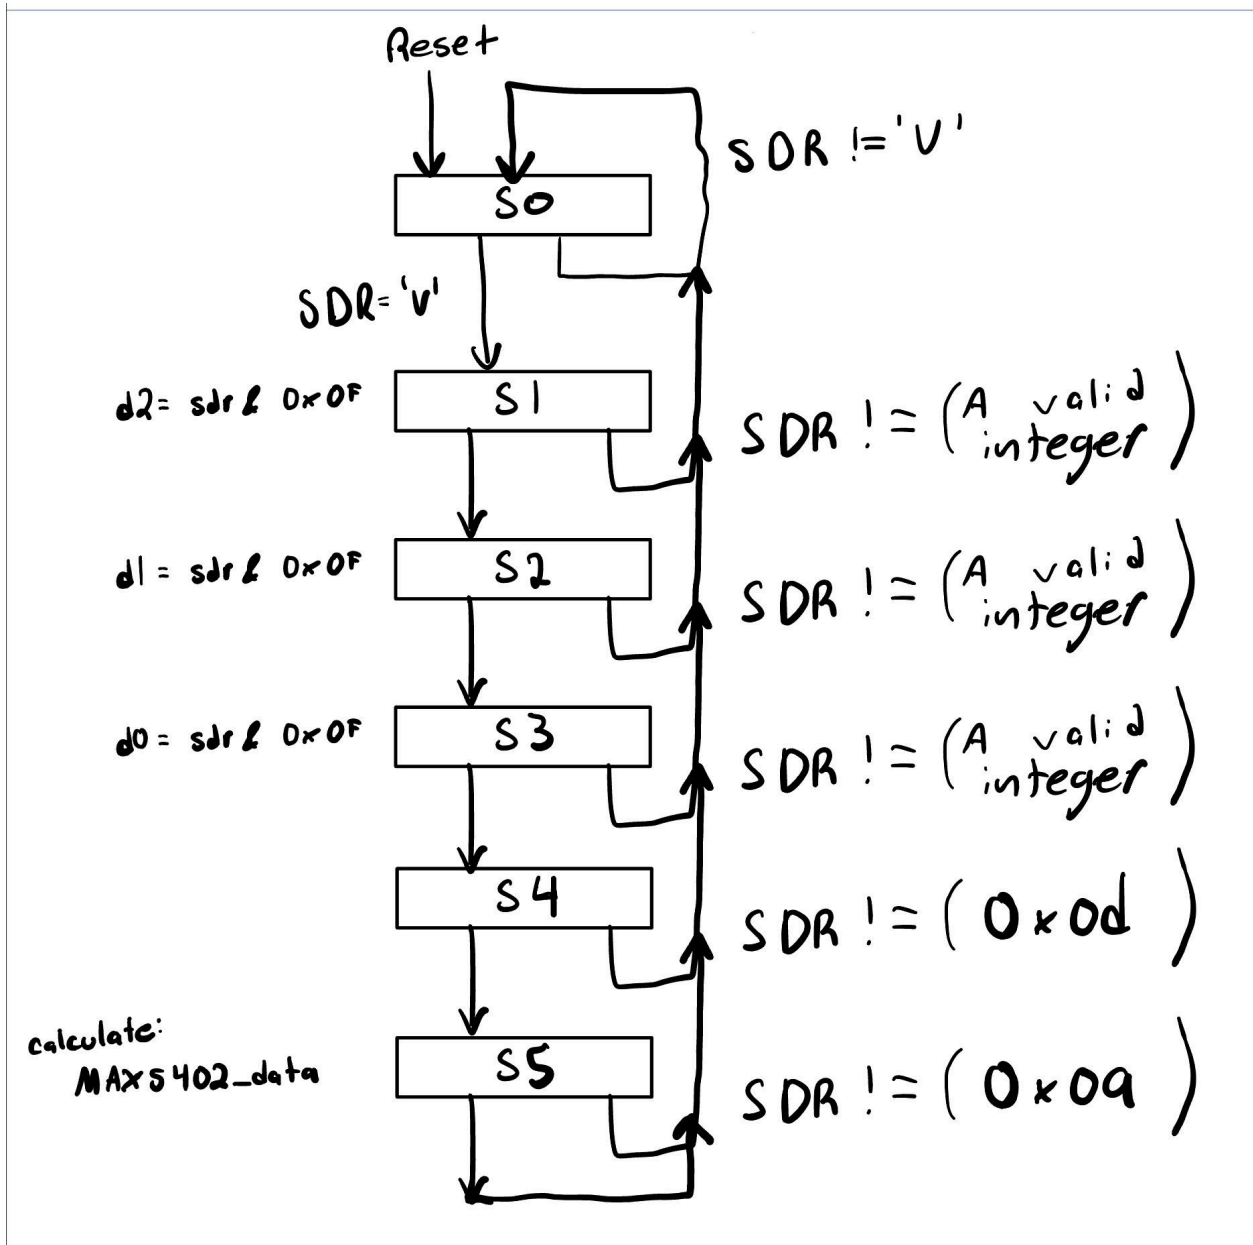 Reset
SDR != 'V'
S0
SDR= 'V'
d2= sdr & 0x0F
S1
SDR != (A valid
integer)
d1= sdr & 0x0F
S2
SDR != (A valid
integer)
d0= sdr & 0x0F
S3
SDR != (A valid
integer)
S4
SDR != (0x0d)
calculate:
MAX5402_data
S5
SDR != (0x0a)